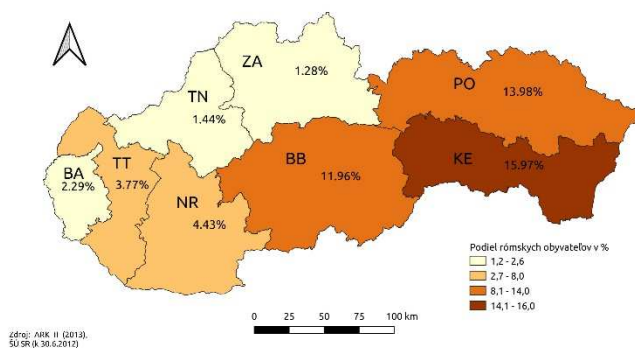 ZA
1.28%
PO
13.98%
TN
1.44%
BA
2.29%
TT
3.77%
NR
4.43%
BB
11.96%
KE
15.97%
Podiel rómskych obyvateľov v %
1,2 - 2,6
2,7 - 8,0
8,1 - 14,0
14,1 - 16,0
0 25 50 75 100 km
Zdroj: ARK II (2013),
ŠÚ SR (k 30.6.2012)